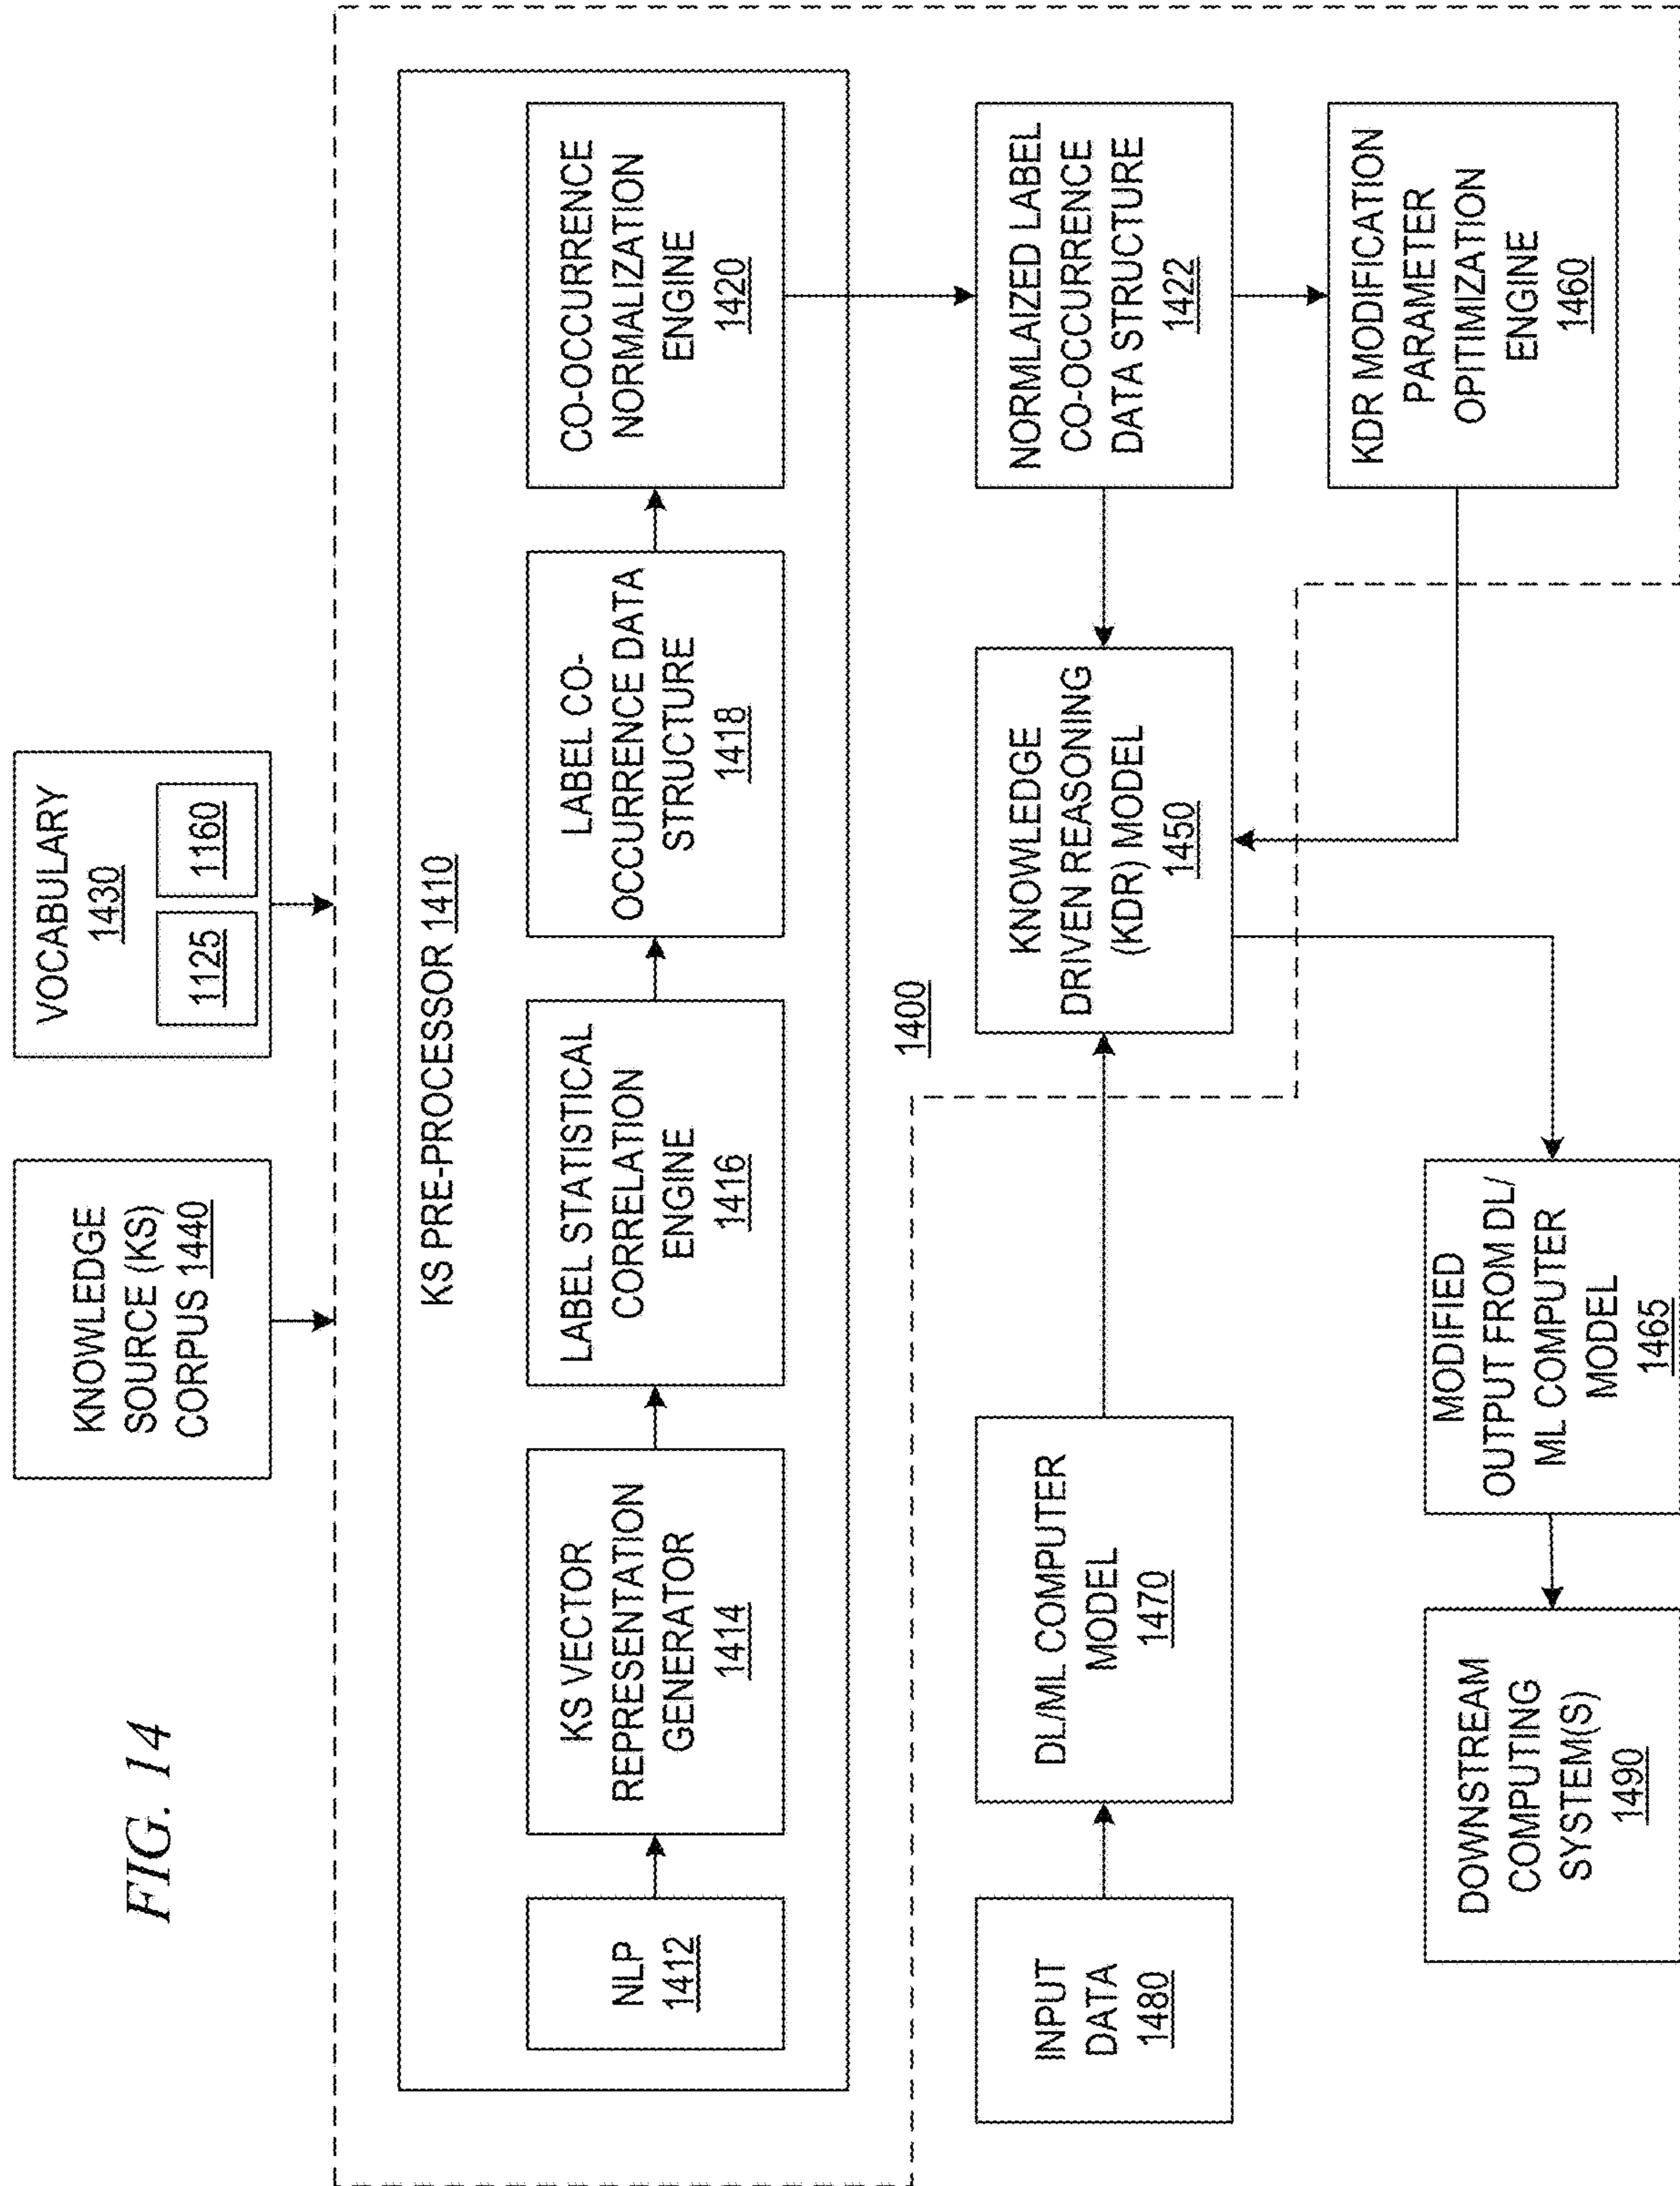 FIG. 14
KNOWLEDGE
SOURCE (KS)
CORPUS 1440
VOCABULARY
1430
1125
1160
KS PRE-PROCESSOR 1410
NLP
1412
KS VECTOR
REPRESENTATION
GENERATOR
1414
LABEL STATISTICAL
CORRELATION
ENGINE
1416
LABEL CO-
OCCURRENCE DATA
STRUCTURE
1418
CO-OCCURRENCE
NORMALIZATION
ENGINE
1420
1400
INPUT
DATA
1480
DL/ML COMPUTER
MODEL
1470
KNOWLEDGE
DRIVEN REASONING
(KDR) MODEL
1450
NORMLAIZED LABEL
CO-OCCURRENCE
DATA STRUCTURE
1422
DOWNSTREAM
COMPUTING
SYSTEM(S)
1490
MODIFIED
OUTPUT FROM DL/
ML COMPUTER
MODEL
1465
KDR MODIFICATION
PARAMETER
OPITIMIZATION
ENGINE
1460